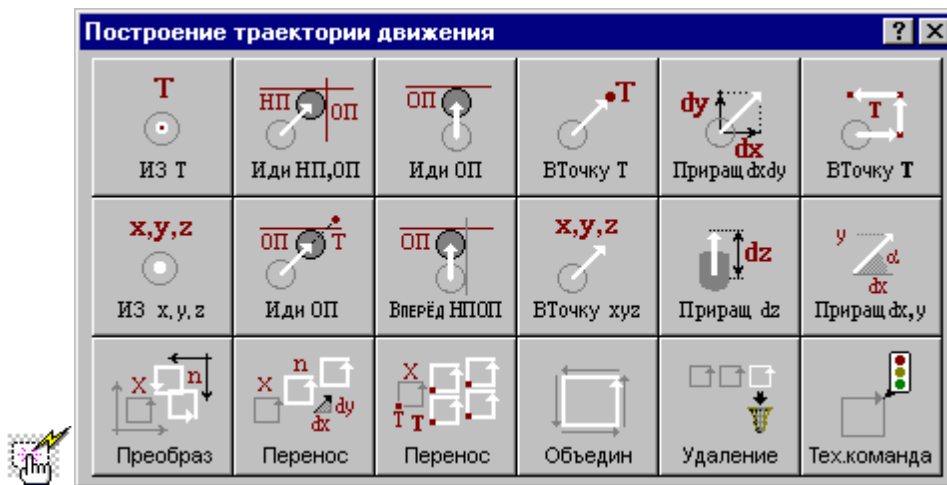 Построение траектории движения
? ×
T
ИЗ T
НП ОП
Иди НП,ОП
ОП
Иди ОП
T
ВТочку T
dy dx
Приращ dxdy
T
ВТочку T
x,y,z
ИЗ x,y,z
ОП T
Иди ОП
ОП
Вперёд НПОП
x,y,z
ВТочку xyz
dz
Приращ dz
y α dx
Приращ dx,y
X n
Преобраз
X n dx dy
Перенос
X T T
Перенос
Объедин
Удаление
Тех.команда